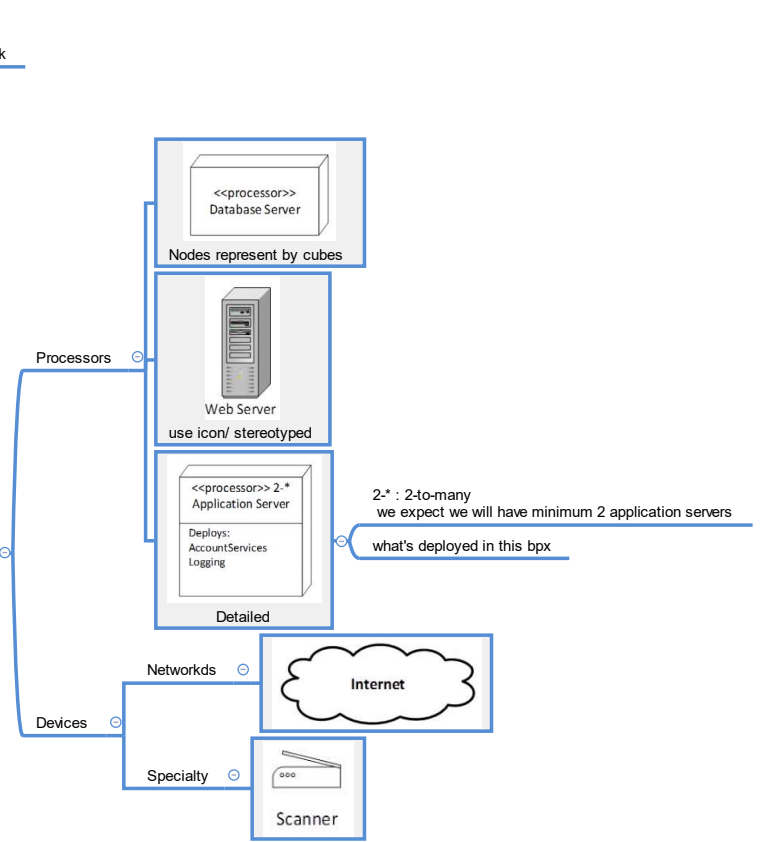 k
<<processor>>
Database Server
Nodes represent by cubes
Processors
Web Server
use icon/ stereotyped
<<processor>> 2-*
Application Server
Deploys:
AccountServices
Logging
Detailed
2-* : 2-to-many
we expect we will have minimum 2 application servers
what's deployed in this bpx
Devices
Networkds
Internet
Specialty
Scanner